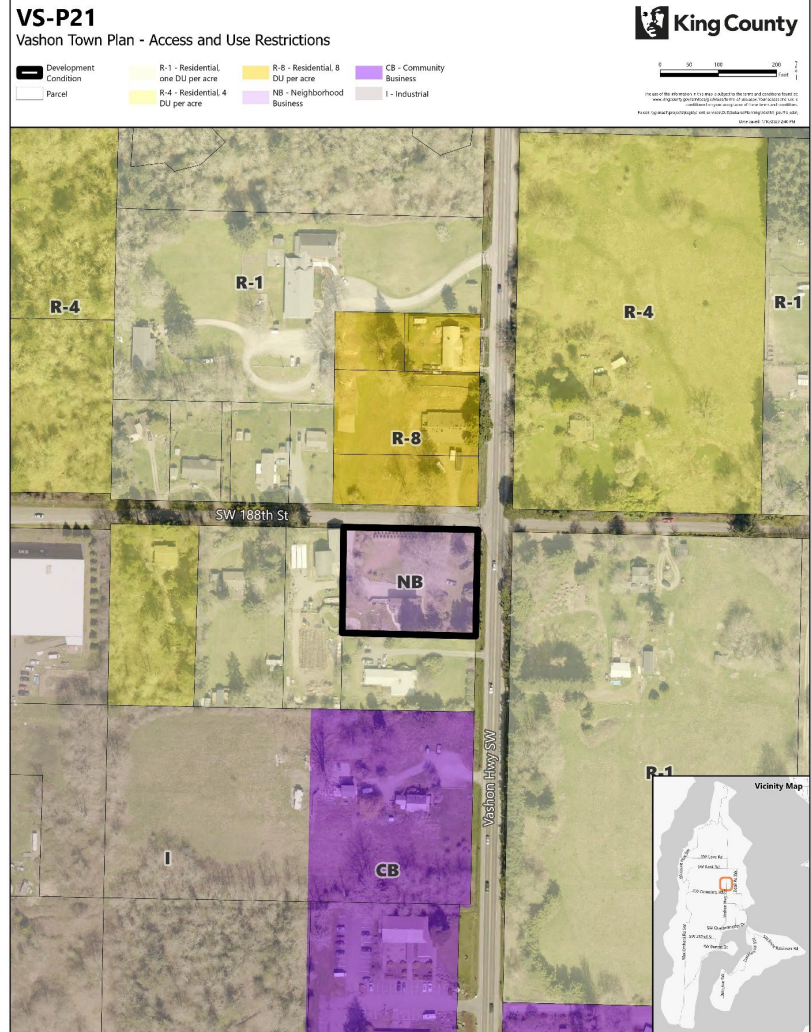 VS-P21
Vashon Town Plan - Access and Use Restrictions
King County
Development
Condition
Parcel
R-1 - Residential,
one DU per acre
R-4 - Residential, 4
DU per acre
R-8 - Residential, 8
DU per acre
NB - Neighborhood
Business
CB - Community
Business
I - Industrial
0 50 100 200
Feet
R-4
R-1
R-4
R-1
R-8
SW 188th St
NB
Vashon Hwy SW
R-1
I
CB
Vicinity Map